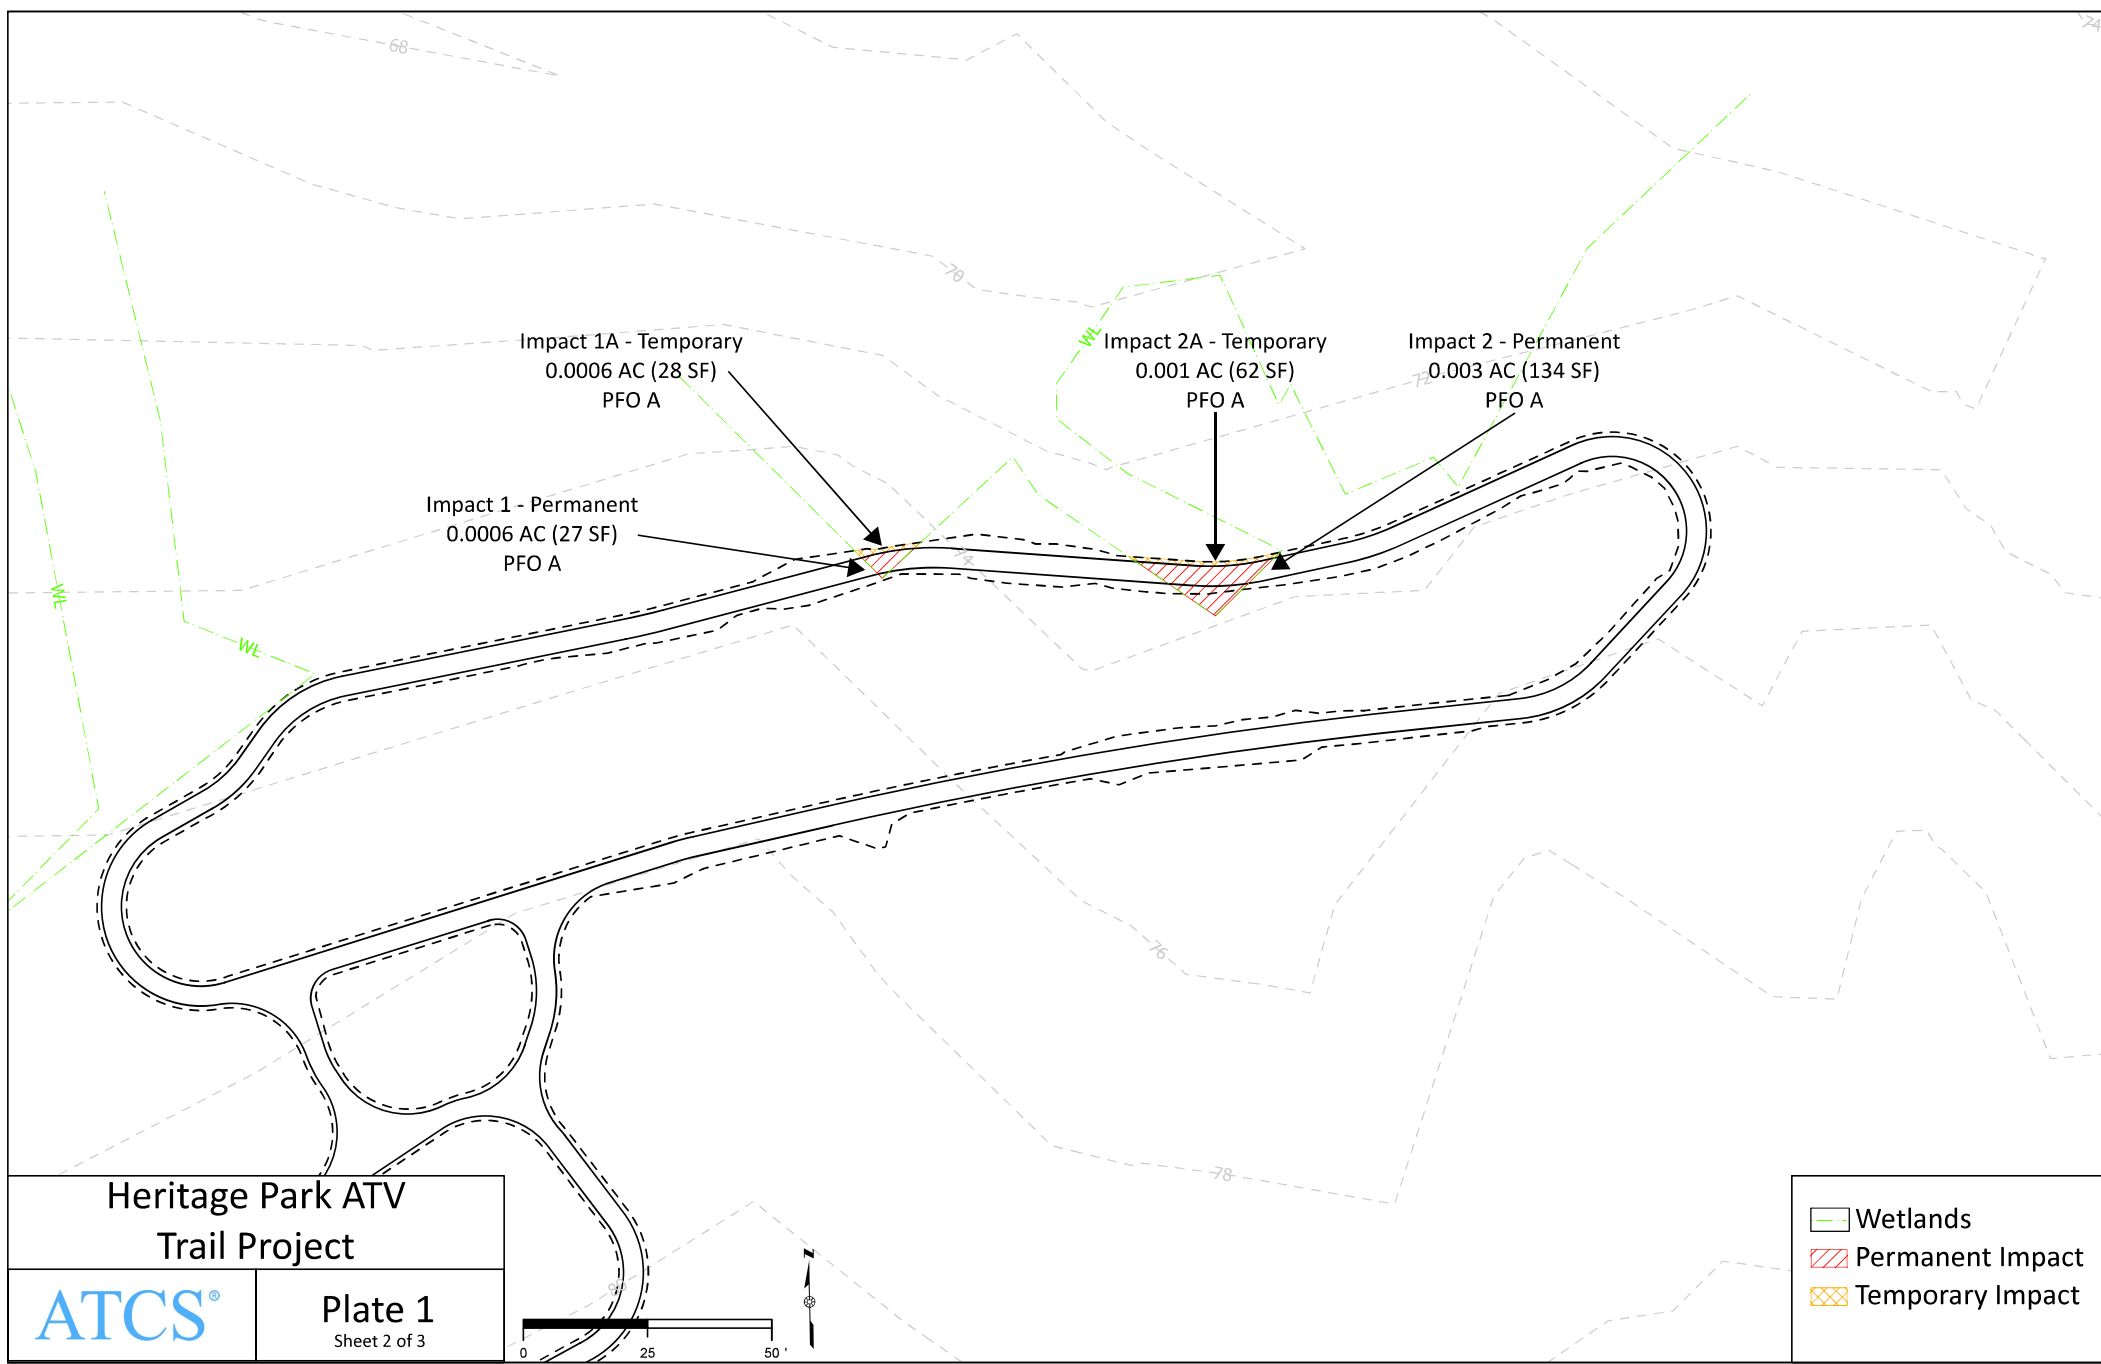 68
74
70
Impact 1A - Temporary
0.0006 AC (28 SF)
PFO A
WL
Impact 2A - Temporary
0.001 AC (62 SF)
PFO A
Impact 2 - Permanent
0.003 AC (134 SF)
PFO A
72
Impact 1 - Permanent
0.0006 AC (27 SF)
PFO A
74
WL
WL
76
78
80
Heritage Park ATV
Trail Project
ATCS®
Plate 1
Sheet 2 of 3
0 25 50 '
N
Wetlands
Permanent Impact
Temporary Impact